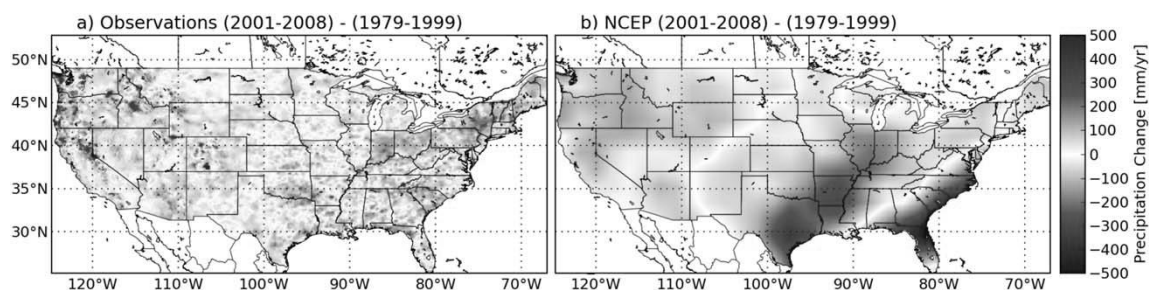 a) Observations (2001-2008) - (1979-1999)
b) NCEP (2001-2008) - (1979-1999)
50°N
45°N
40°N
35°N
30°N
120°W 110°W 100°W 90°W 80°W 70°W
120°W 110°W 100°W 90°W 80°W 70°W
500
400
300
200
100
0
−100
−200
−300
−400
−500
Precipitation Change [mm/yr]